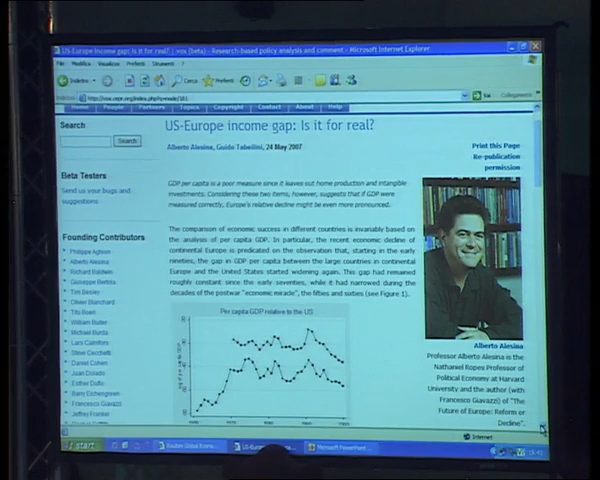 US-Europe income gap: Is it for real? | vox (beta) - Research-based policy analysis and comment - Microsoft Internet Explorer
File Modifica Visualizza Preferiti Strumenti ?
Indietro Cerca Preferiti
Vai Collegamenti
Home People Partners Topics Copyright Contact About Help
Search
Search
Beta Testers
Send us your bugs and
suggestions
Founding Contributors
Philippe Aghion
Alberto Alesina
Richard Baldwin
Giuseppe Bertola
Tim Besley
Olivier Blanchard
Tito Boeri
Willem Buiter
Michael Burda
Lars Calmfors
Steve Cecchetti
Daniel Cohen
Juan Dolado
Esther Duflo
Barry Eichengreen
Francesco Giavazzi
Jeffrey Frankel
US-Europe income gap: Is it for real?
Alberto Alesina, Guido Tabellini, 24 May 2007
GDP per capita is a poor measure since it leaves out home production and intangible
investments. Considering these two items, however, suggests that if GDP were
measured correctly, Europe's relative decline might be even more pronounced.
The comparison of economic success in different countries is invariably based on
the analysis of per capita GDP. In particular, the recent economic decline of
continental Europe is predicated on the observation that, starting in the early
nineties, the gap in GDP per capita between the large countries in continental
Europe and the United States started widening again. This gap had remained
roughly constant since the early seventies, while it had narrowed during the
decades of the postwar "economic miracle", the fifties and sixties (see Figure 1).
Per capita GDP relative to the US
Print this Page
Re-publication
permission
Alberto Alesina
Professor Alberto Alesina is the
Nathaniel Ropes Professor of
Political Economy at Harvard
University and the author (with
Francesco Giavazzi) of "The
Future of Europe: Reform or
Decline".
Internet
start
Microsoft PowerPoint